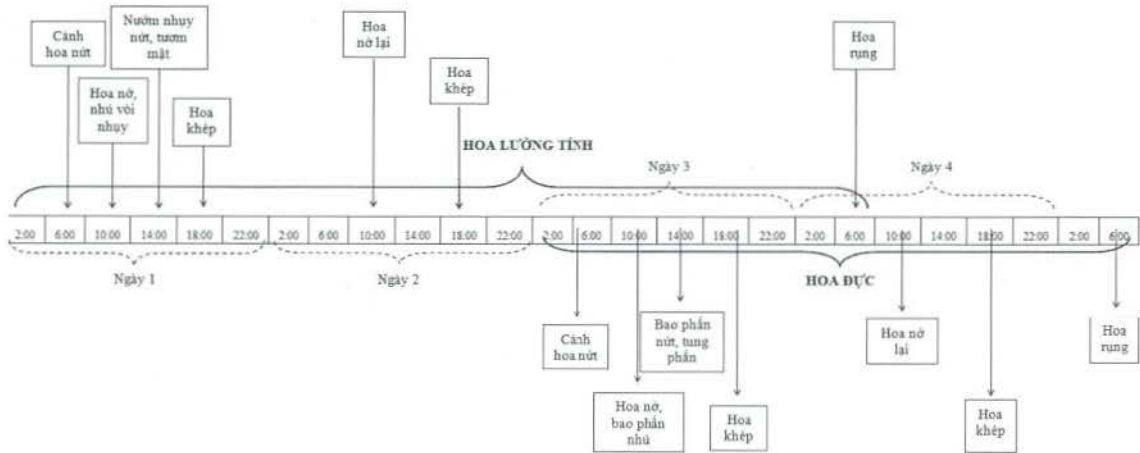 Cánh
hoa nứt
Nướm nhụy
nứt, tươm
mật
Hoa nở,
nhú vòi
nhụy
Hoa
khép
Hoa
nở lại
Hoa
khép
Hoa
rụng
HOA LƯỠNG TÍNH
Ngày 3
Ngày 4
2:00 6:00 10:00 14:00 18:00 22:00 2:00 6:00 10:00 14:00 18:00 22:00 2:00 6:00 10:00 14:00 18:00 22:00 2:00 6:00 10:00 14:00 18:00 22:00 2:00 6:00
Ngày 1
Ngày 2
HOA ĐỰC
Cánh
hoa nứt
Bao phấn
nứt, tung
phấn
Hoa nở,
bao phấn
nhú
Hoa
khép
Hoa nở
lại
Hoa
khép
Hoa
rụng